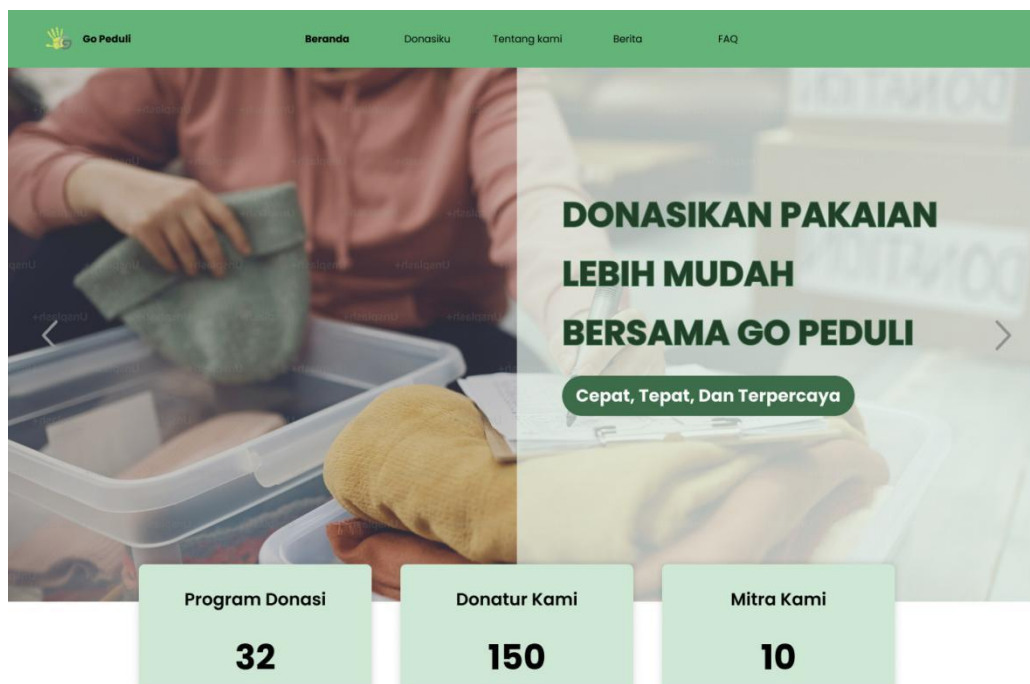 Go Peduli
Beranda
Donasiku
Tentang kami
Berita
FAQ
DONASIKAN PAKAIAN
LEBIH MUDAH
BERSAMA GO PEDULI
Cepat, Tepat, Dan Terpercaya
Program Donasi
32
Donatur Kami
150
Mitra Kami
10